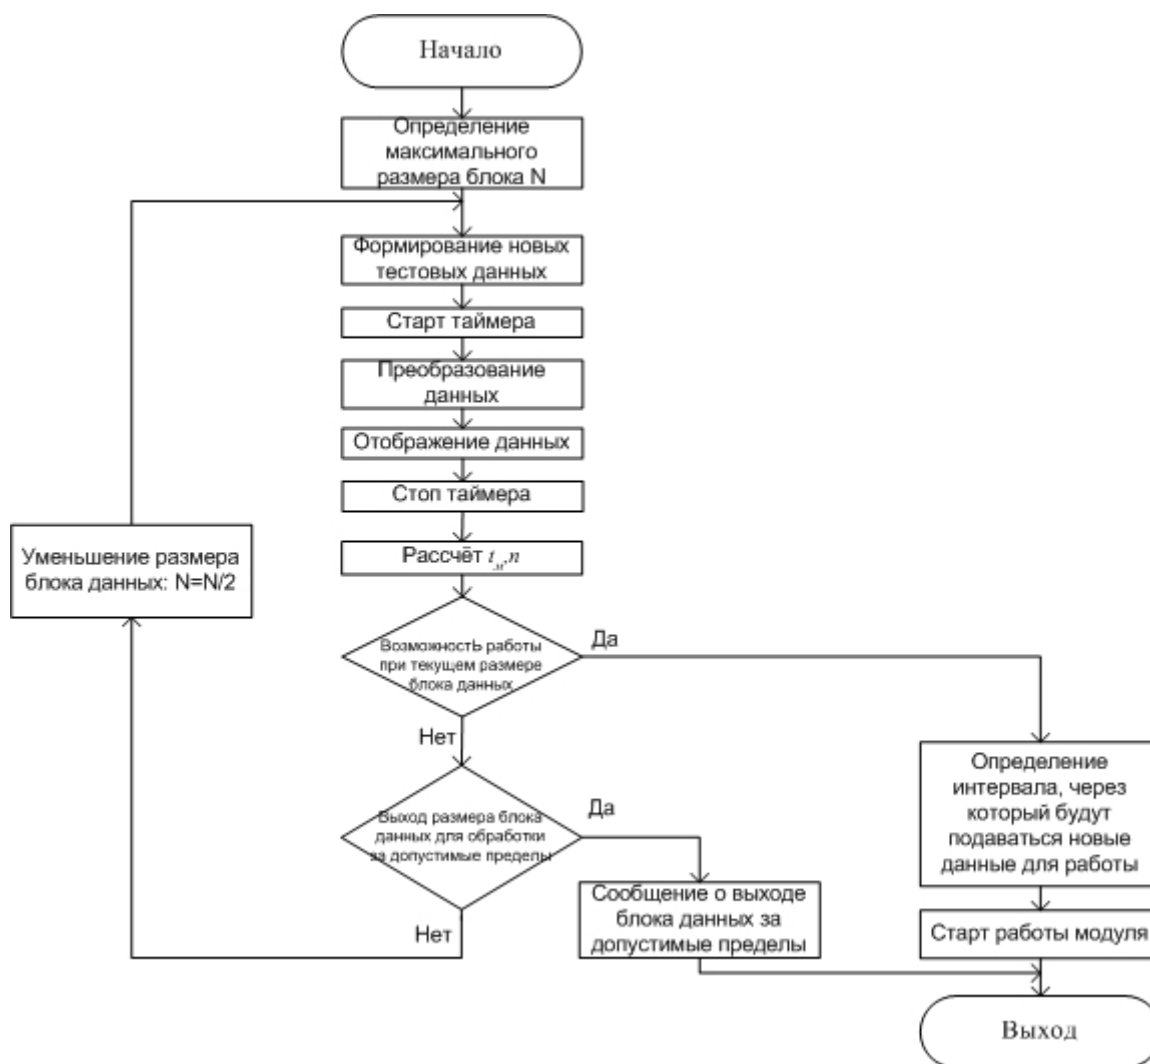 Начало
Определение
максимального
размера блока N
Формирование новых
тестовых данных
Старт таймера
Преобразование
данных
Отображение данных
Стоп таймера
Рассчёт t_м,n
Уменьшение размера
блока данных: N=N/2
Возможность работы
при текущем размере
блока данных
Да
Нет
Определение
интервала, через
который будут
подаваться новые
данные для работы
Выход размера блока
данных для обработки
за допустимые пределы
Да
Нет
Сообщение о выходе
блока данных за
допустимые пределы
Старт работы модуля
Выход